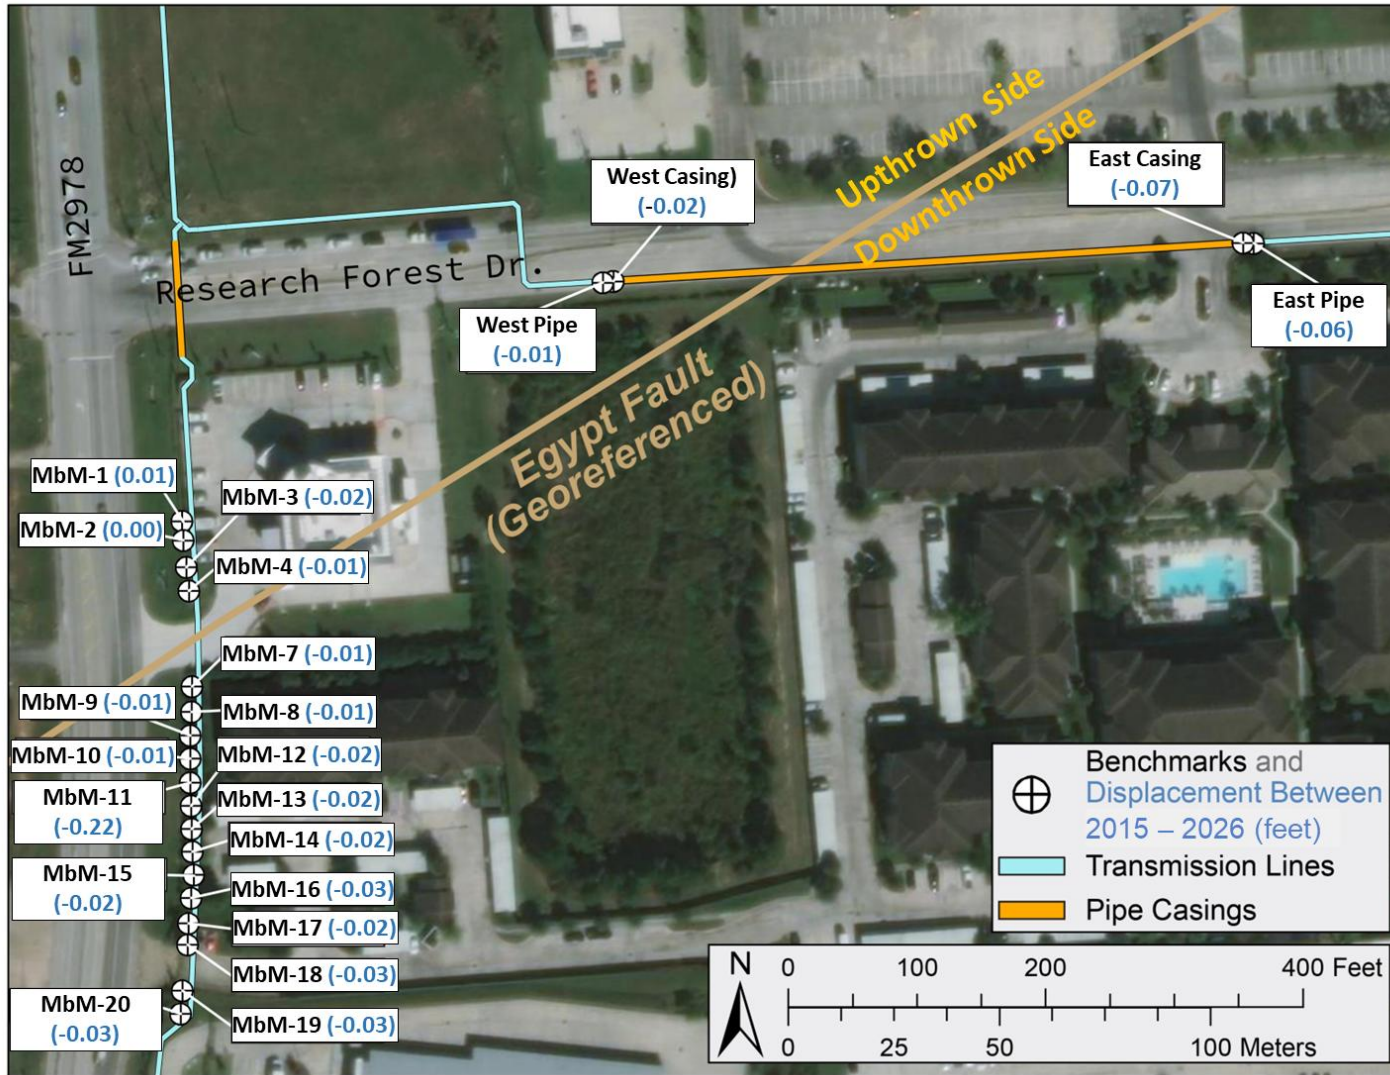 Upthrown Side
Downthrown Side
FM2978
West Casing)
(-0.02)
East Casing
(-0.07)
Research Forest Dr.
West Pipe
(-0.01)
East Pipe
(-0.06)
Egypt Fault
(Georeferenced)
MbM-1 (0.01)
MbM-2 (0.00)
MbM-3 (-0.02)
MbM-4 (-0.01)
MbM-7 (-0.01)
MbM-9 (-0.01)
MbM-8 (-0.01)
MbM-10 (-0.01)
MbM-12 (-0.02)
MbM-11
(-0.22)
MbM-13 (-0.02)
MbM-14 (-0.02)
MbM-15
(-0.02)
MbM-16 (-0.03)
MbM-17 (-0.02)
MbM-18 (-0.03)
MbM-20
(-0.03)
MbM-19 (-0.03)
Benchmarks and
Displacement Between
2015 – 2026 (feet)
Transmission Lines
Pipe Casings
N
0 100 200 400 Feet
0 25 50 100 Meters